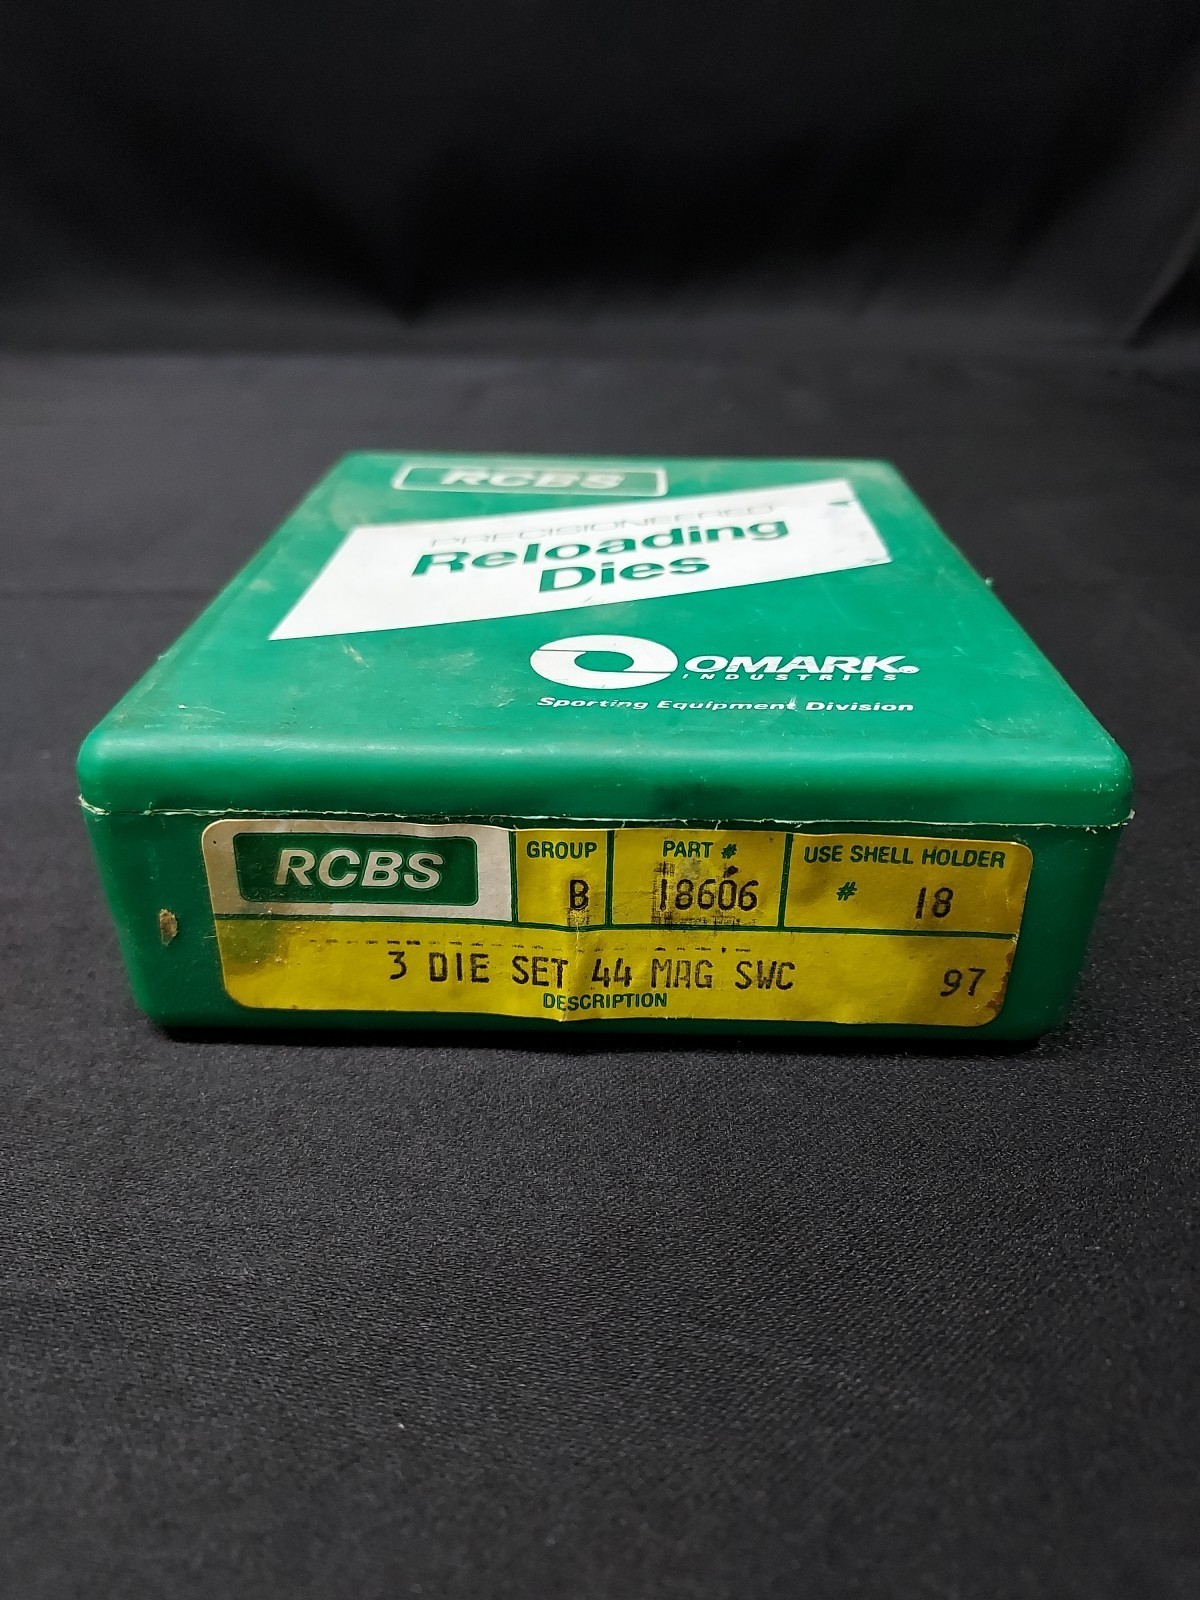 RCBS
PRECISIONEERED
Reloading
Dies
OMARK®
INDUSTRIES
Sporting Equipment Division
RCBS
GROUP
B
PART #
18606
USE SHELL HOLDER
# 18
3 DIE SET 44 MAG SWC 97
DESCRIPTION